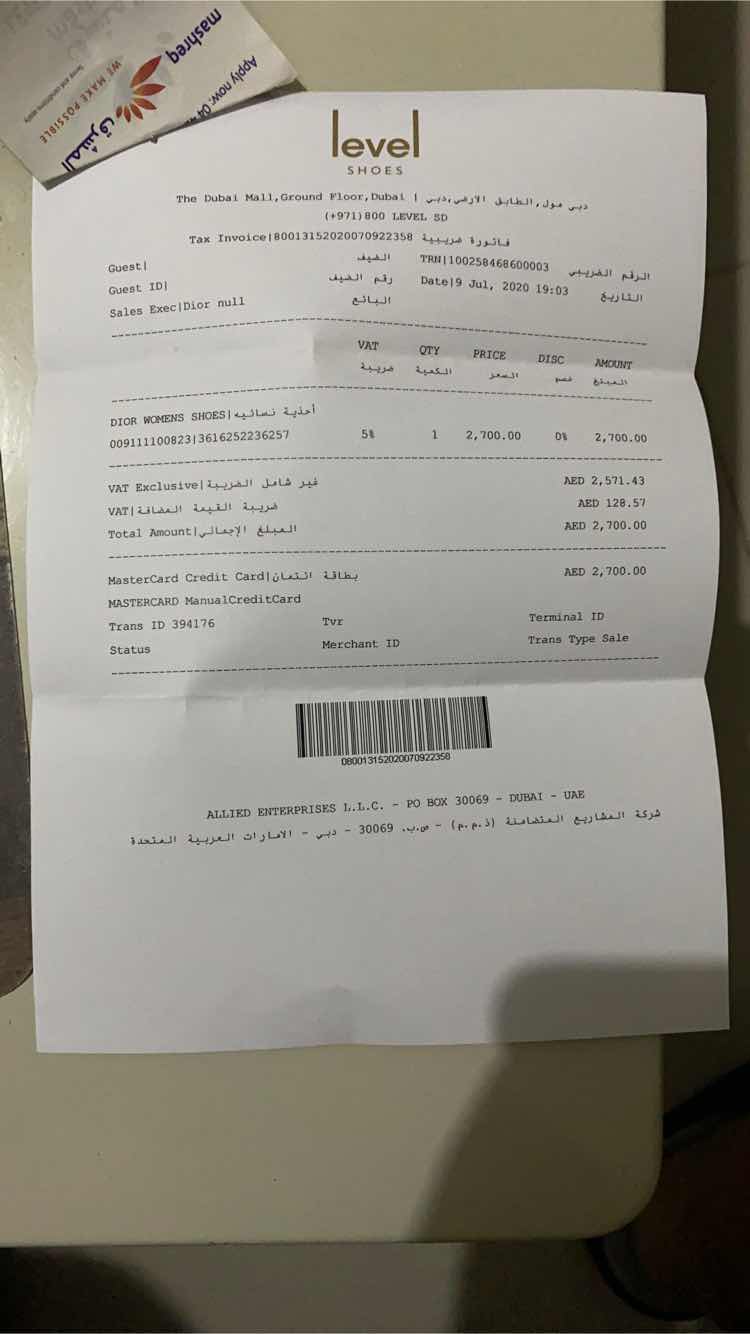 mashreq
المشرق
WE MAKE POSSIBLE
Apply now: 04
level
SHOES
The Dubai Mall,Ground Floor,Dubai | دبي مول,الطابق الارضي,دبي
(+971)800 LEVEL SD
Tax Invoice|80013152020070922358 فاتورة ضريبية
Guest| الضيف TRN|100258468600003 الرقم الضريبي
Guest ID| رقم الضيف Date|9 Jul, 2020 19:03 التاريخ
Sales Exec|Dior null البائع
VAT QTY PRICE DISC AMOUNT
ضريبة الكمية السعر خصم المبلغ
DIOR WOMENS SHOES|أحذية نسائيه
009111100823|3616252236257 5% 1 2,700.00 0% 2,700.00
VAT Exclusive|غير شامل الضريبة AED 2,571.43
VAT|ضريبة القيمة المضافة AED 128.57
Total Amount|المبلغ الإجمالي AED 2,700.00
MasterCard Credit Card|بطاقة ائتمان AED 2,700.00
MASTERCARD ManualCreditCard
Trans ID 394176 Tvr Terminal ID
Status Merchant ID Trans Type Sale
080013152020070922358
ALLIED ENTERPRISES L.L.C. - PO BOX 30069 - DUBAI - UAE
شركة المشاريع المتضامنة (ذ.م.م) - ص.ب. 30069 - دبي - الامارات العربية المتحدة